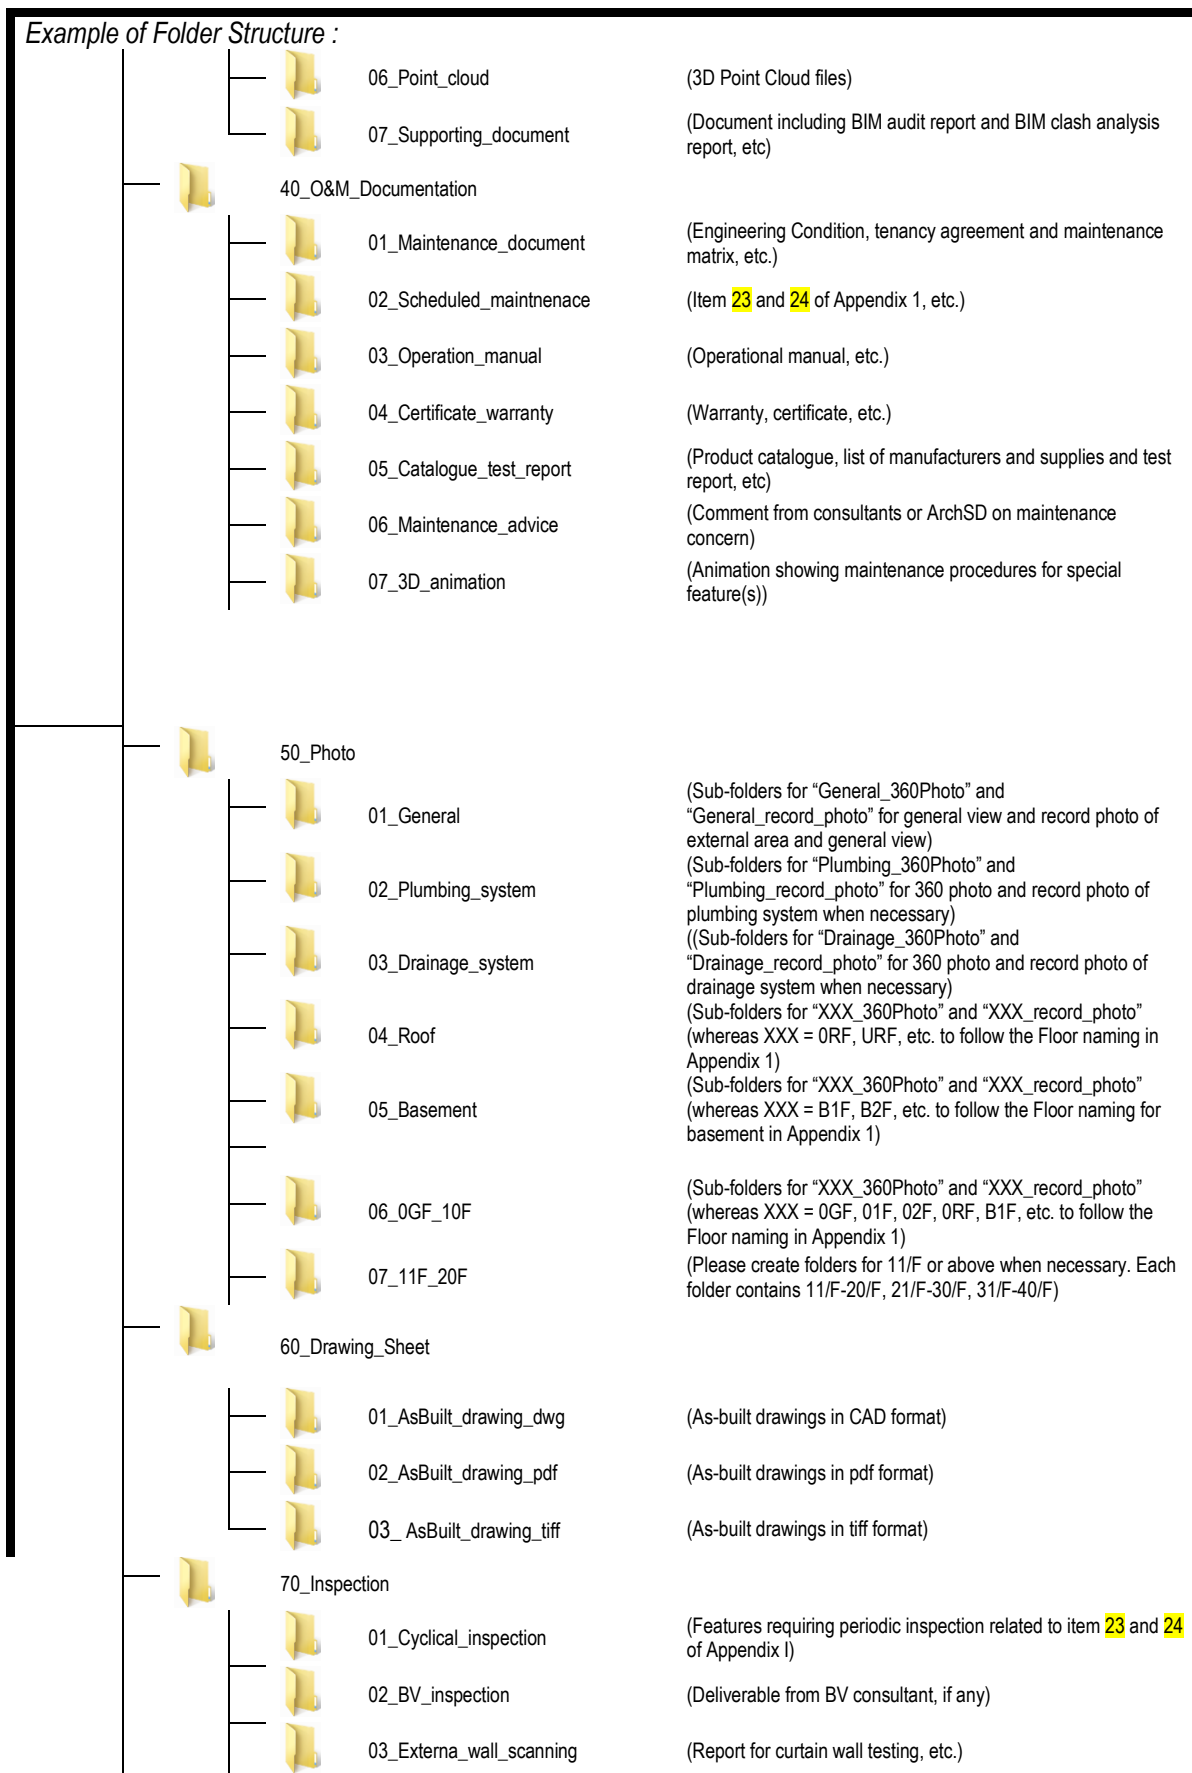 Example of Folder Structure :
06_Point_cloud (3D Point Cloud files)
07_Supporting_document (Document including BIM audit report and BIM clash analysis
report, etc)
40_O&M_Documentation
01_Maintenance_document (Engineering Condition, tenancy agreement and maintenance
matrix, etc.)
02_Scheduled_maintnenace (Item 23 and 24 of Appendix 1, etc.)
03_Operation_manual (Operational manual, etc.)
04_Certificate_warranty (Warranty, certificate, etc.)
05_Catalogue_test_report (Product catalogue, list of manufacturers and supplies and test
report, etc)
06_Maintenance_advice (Comment from consultants or ArchSD on maintenance
concern)
07_3D_animation (Animation showing maintenance procedures for special
feature(s))
50_Photo
01_General (Sub-folders for “General_360Photo” and
“General_record_photo” for general view and record photo of
external area and general view)
02_Plumbing_system (Sub-folders for “Plumbing_360Photo” and
“Plumbing_record_photo” for 360 photo and record photo of
plumbing system when necessary)
03_Drainage_system ((Sub-folders for “Drainage_360Photo” and
“Drainage_record_photo” for 360 photo and record photo of
drainage system when necessary)
04_Roof (Sub-folders for “XXX_360Photo” and “XXX_record_photo”
(whereas XXX = 0RF, URF, etc. to follow the Floor naming in
Appendix 1)
05_Basement (Sub-folders for “XXX_360Photo” and “XXX_record_photo”
(whereas XXX = B1F, B2F, etc. to follow the Floor naming for
basement in Appendix 1)
06_0GF_10F (Sub-folders for “XXX_360Photo” and “XXX_record_photo”
(whereas XXX = 0GF, 01F, 02F, 0RF, B1F, etc. to follow the
Floor naming in Appendix 1)
07_11F_20F (Please create folders for 11/F or above when necessary. Each
folder contains 11/F-20/F, 21/F-30/F, 31/F-40/F)
60_Drawing_Sheet
01_AsBuilt_drawing_dwg (As-built drawings in CAD format)
02_AsBuilt_drawing_pdf (As-built drawings in pdf format)
03_ AsBuilt_drawing_tiff (As-built drawings in tiff format)
70_Inspection
01_Cyclical_inspection (Features requiring periodic inspection related to item 23 and 24
of Appendix I)
02_BV_inspection (Deliverable from BV consultant, if any)
03_Externa_wall_scanning (Report for curtain wall testing, etc.)